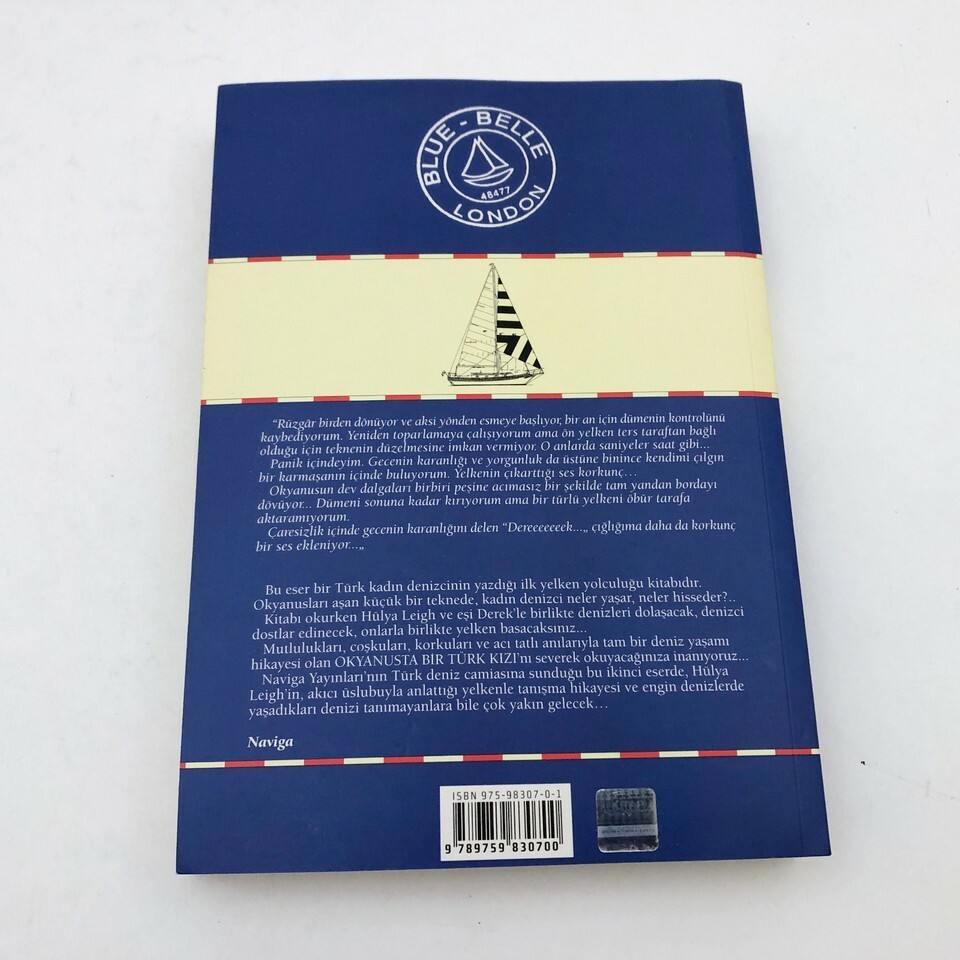 BLUE - BELLE
48477
LONDON
“Rüzgâr birden dönüyor ve aksi yönden esmeye başlıyor, bir an için dümenin kontrolünü
kaybediyorum. Yeniden toparlamaya çalışıyorum ama ön yelken ters taraftan bağlı
olduğu için teknenin düzelmesine imkan vermiyor. O anlarda saniyeler saat gibi...
Panik içindeyim. Gecenin karanlığı ve yorgunluk da üstüne binince kendimi çılgın
bir karmaşanın içinde buluyorum. Yelkenin çıkarttığı ses korkunç…
Okyanusun dev dalgaları birbiri peşine acımasız bir şekilde tam yandan bordayı
dövüyor... Dümeni sonuna kadar kırıyorum ama bir türlü yelkeni öbür tarafa
aktaramıyorum.
Çaresizlik içinde gecenin karanlığını delen “Dereeeeeeek...„ çığlığıma daha da korkunç
bir ses ekleniyor...„
Bu eser bir Türk kadın denizcinin yazdığı ilk yelken yolculuğu kitabıdır.
Okyanusları aşan küçük bir teknede, kadın denizci neler yaşar, neler hisseder?..
Kitabı okurken Hülya Leigh ve eşi Derek'le birlikte denizleri dolaşacak, denizci
dostlar edinecek, onlarla birlikte yelken basacaksınız...
Mutlulukları, coşkuları, korkuları ve acı tatlı anılarıyla tam bir deniz yaşamı
hikayesi olan OKYANUSTA BİR TÜRK KIZI'nı severek okuyacağınıza inanıyoruz...
Naviga Yayınları'nın Türk deniz camiasına sunduğu bu ikinci eserde, Hülya
Leigh'in, akıcı üslubuyla anlattığı yelkenle tanışma hikayesi ve engin denizlerde
yaşadıkları denizi tanımayanlara bile çok yakın gelecek…
Naviga
ISBN 975-98307-0-1
9 789759 830700